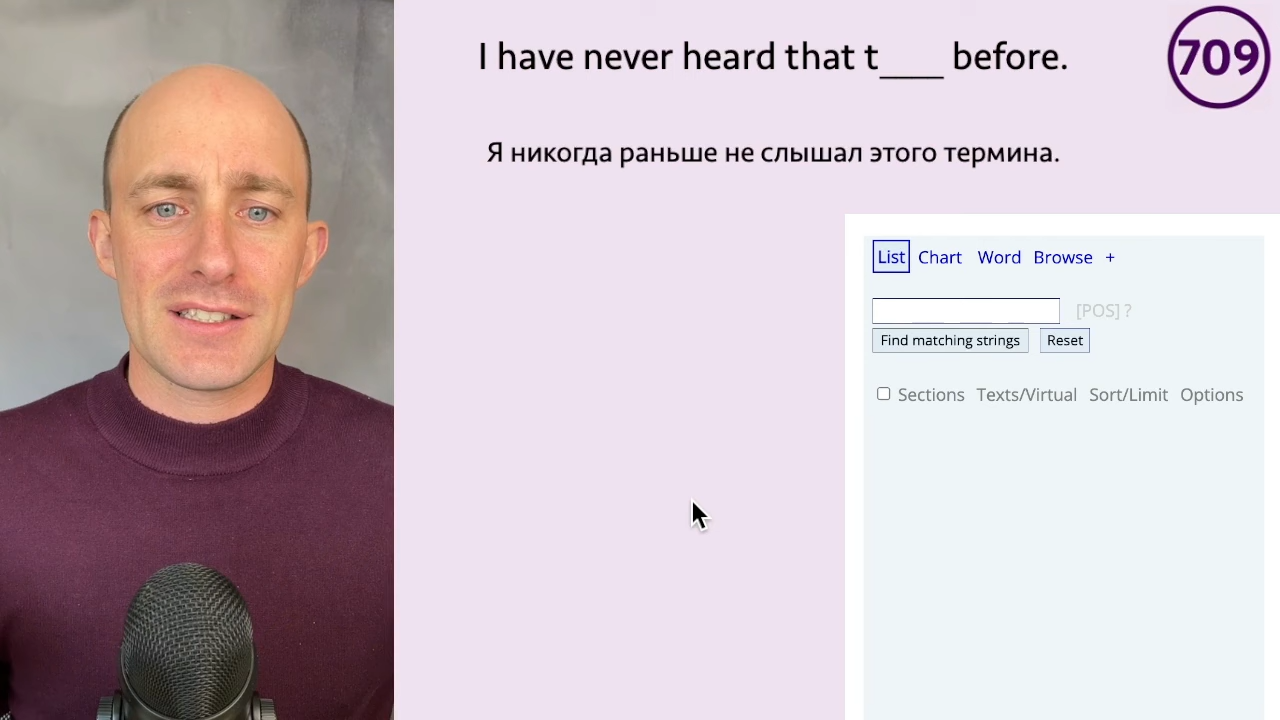 I have never heard that t____ before.
709
Я никогда раньше не слышал этого термина.
List Chart Word Browse +
[POS] ?
Find matching strings Reset
Sections Texts/Virtual Sort/Limit Options